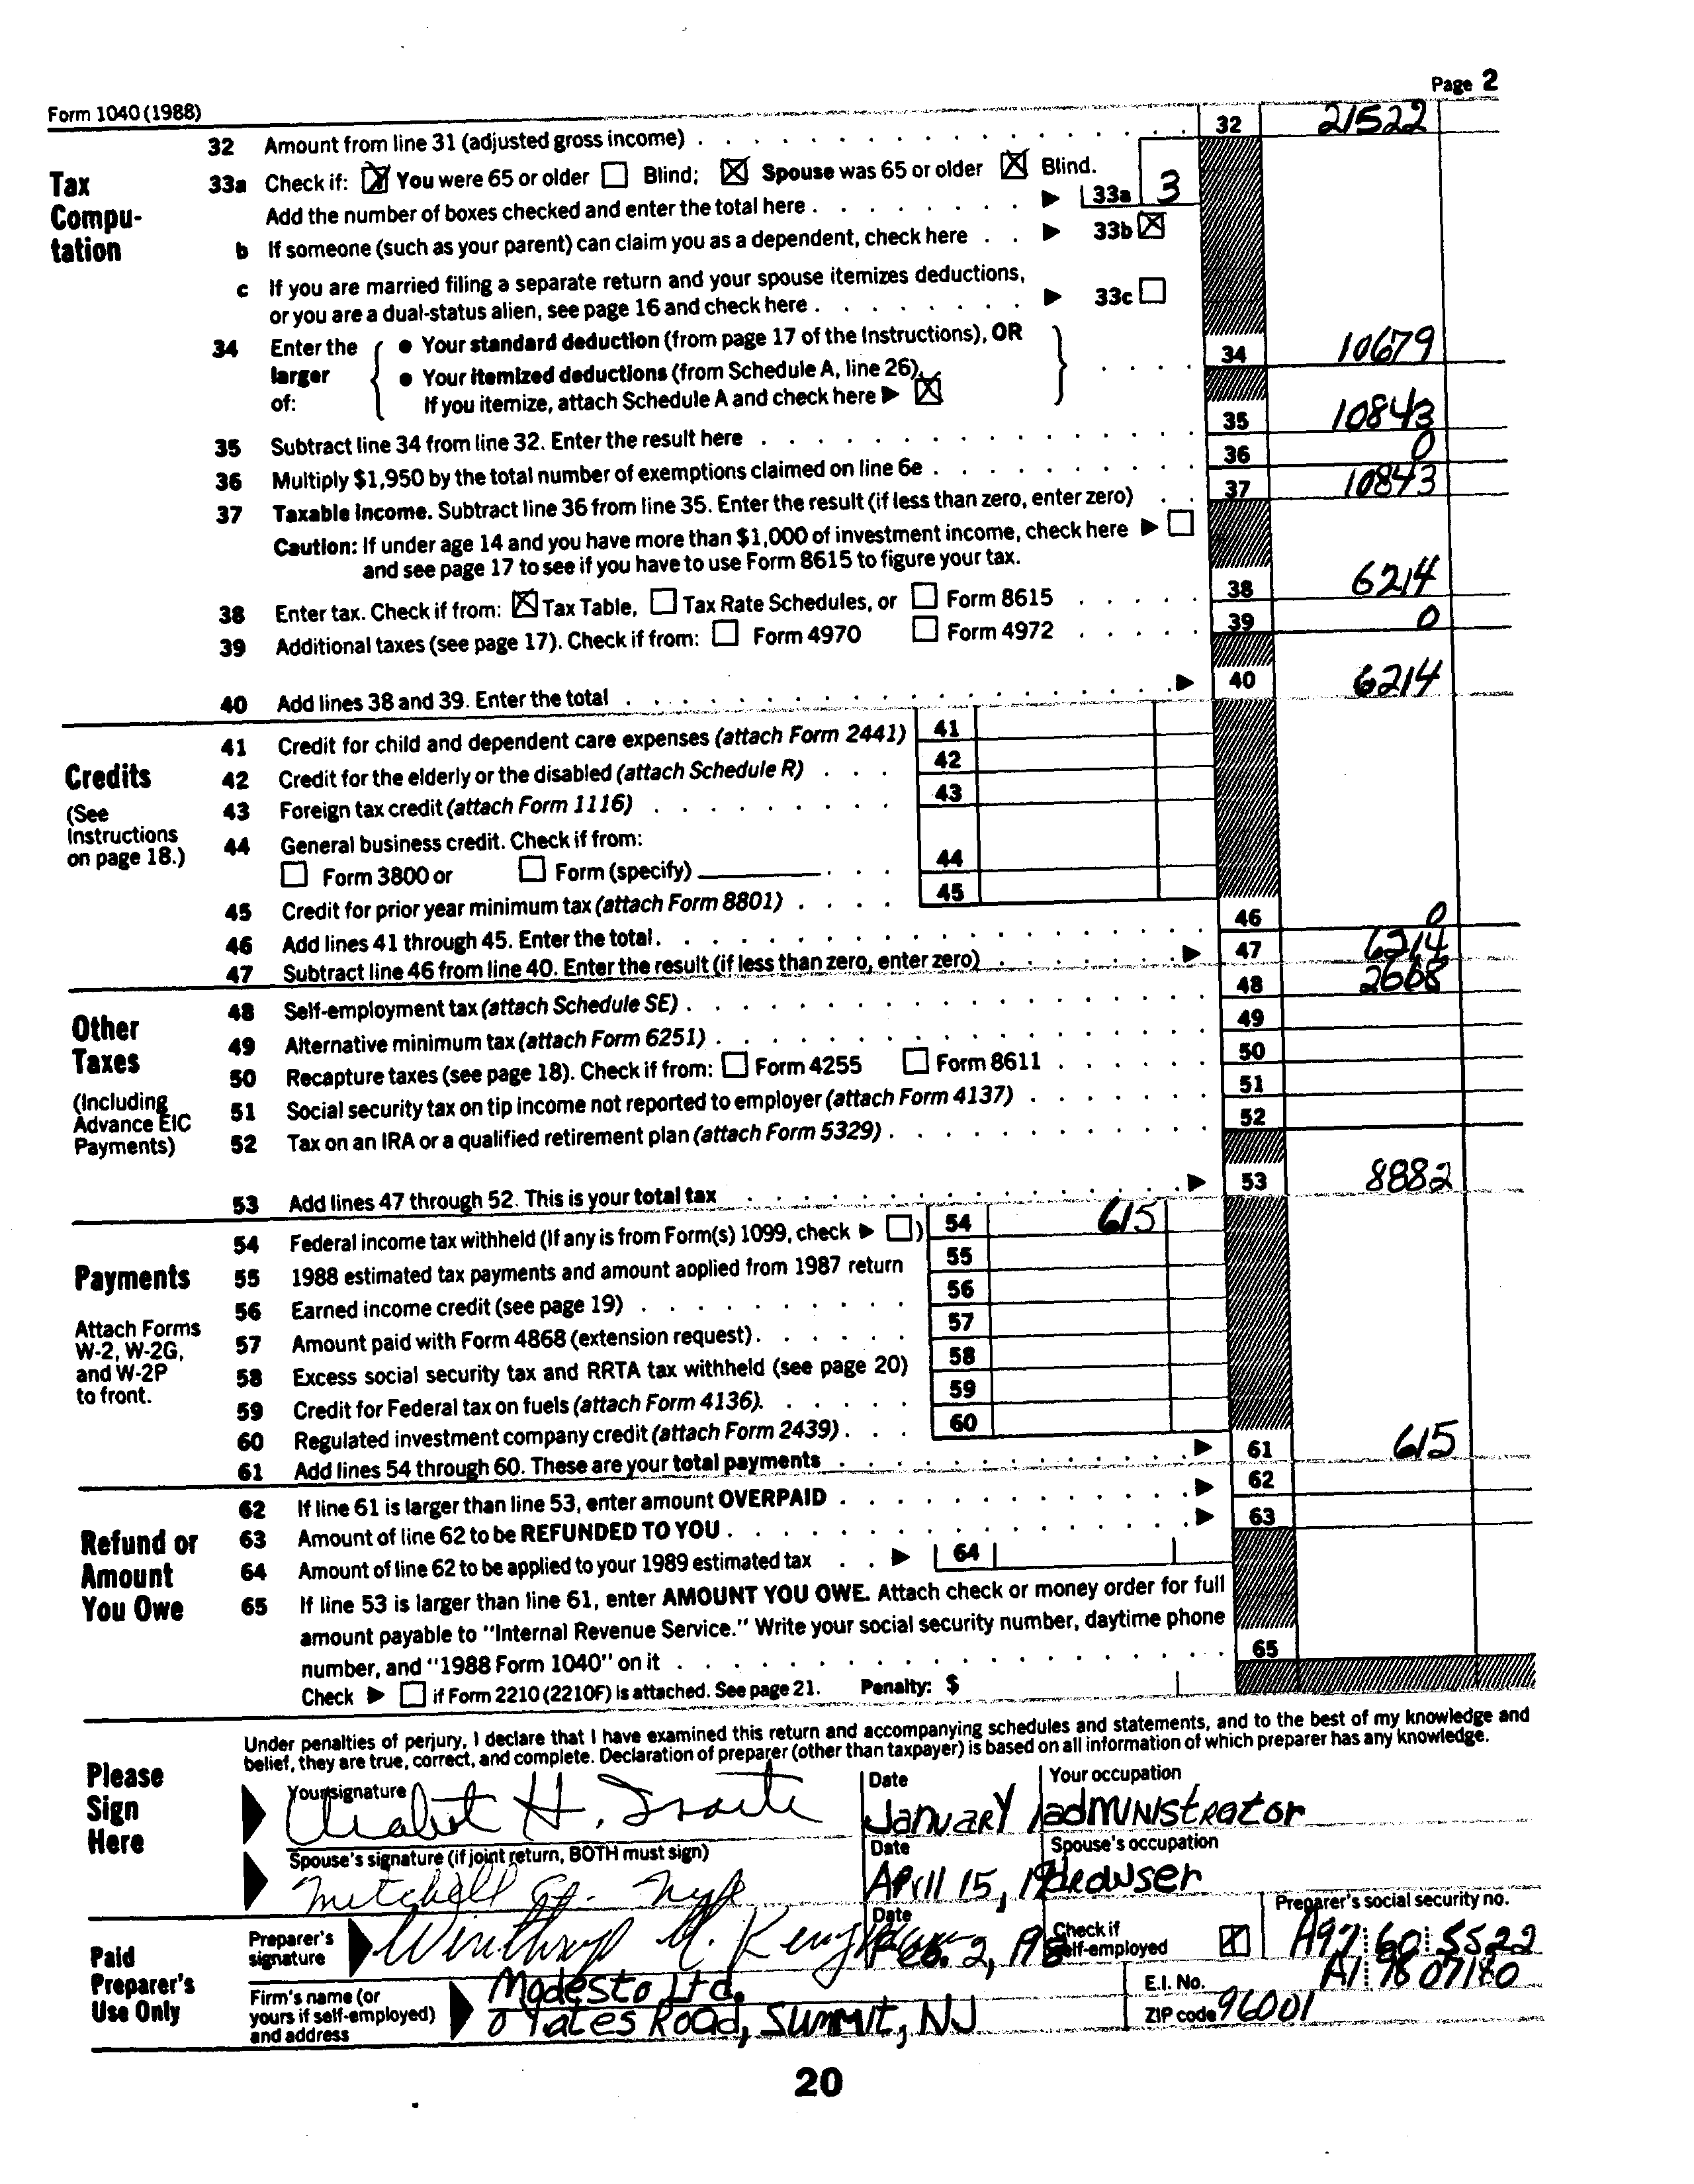 Form 1040 (1988) Page 2
Tax Computation
32 Amount from line 31 (adjusted gross income) 32 21522
33a Check if: ☒ You were 65 or older ☐ Blind; ☒ Spouse was 65 or older ☒ Blind.
Add the number of boxes checked and enter the total here ▶ 33a 3
b If someone (such as your parent) can claim you as a dependent, check here ▶ 33b ☒
c If you are married filing a separate return and your spouse itemizes deductions,
or you are a dual-status alien, see page 16 and check here ▶ 33c ☐
34 Enter the larger of: { ● Your standard deduction (from page 17 of the Instructions), OR
● Your itemized deductions (from Schedule A, line 26). } 34 10679
If you itemize, attach Schedule A and check here ▶ ☒
35 Subtract line 34 from line 32. Enter the result here 35 10843
36 Multiply $1,950 by the total number of exemptions claimed on line 6e 36 0
37 Taxable income. Subtract line 36 from line 35. Enter the result (if less than zero, enter zero) 37 10843
Caution: If under age 14 and you have more than $1,000 of investment income, check here ▶ ☐
and see page 17 to see if you have to use Form 8615 to figure your tax.
38 Enter tax. Check if from: ☒ Tax Table, ☐ Tax Rate Schedules, or ☐ Form 8615 38 6214
39 Additional taxes (see page 17). Check if from: ☐ Form 4970 ☐ Form 4972 39 0
40 Add lines 38 and 39. Enter the total ▶ 40 6214
Credits
(See Instructions on page 18.)
41 Credit for child and dependent care expenses (attach Form 2441) 41
42 Credit for the elderly or the disabled (attach Schedule R) 42
43 Foreign tax credit (attach Form 1116) 43
44 General business credit. Check if from:
☐ Form 3800 or ☐ Form (specify) 44
45 Credit for prior year minimum tax (attach Form 8801) 45
46 Add lines 41 through 45. Enter the total. 46 0
47 Subtract line 46 from line 40. Enter the result (if less than zero, enter zero) ▶ 47 6214
Other Taxes
(Including Advance EIC Payments)
48 Self-employment tax (attach Schedule SE) 48 2668
49 Alternative minimum tax (attach Form 6251) 49
50 Recapture taxes (see page 18). Check if from: ☐ Form 4255 ☐ Form 8611 50
51 Social security tax on tip income not reported to employer (attach Form 4137) 51
52 Tax on an IRA or a qualified retirement plan (attach Form 5329) 52
53 Add lines 47 through 52. This is your total tax ▶ 53 8882
Payments
Attach Forms W-2, W-2G, and W-2P to front.
54 Federal income tax withheld (If any is from Form(s) 1099, check ▶ ☐) 54 615
55 1988 estimated tax payments and amount applied from 1987 return 55
56 Earned income credit (see page 19) 56
57 Amount paid with Form 4868 (extension request) 57
58 Excess social security tax and RRTA tax withheld (see page 20) 58
59 Credit for Federal tax on fuels (attach Form 4136). 59
60 Regulated investment company credit (attach Form 2439) 60
61 Add lines 54 through 60. These are your total payments ▶ 61 615
Refund or Amount You Owe
62 If line 61 is larger than line 53, enter amount OVERPAID ▶ 62
63 Amount of line 62 to be REFUNDED TO YOU ▶ 63
64 Amount of line 62 to be applied to your 1989 estimated tax ▶ 64
65 If line 53 is larger than line 61, enter AMOUNT YOU OWE. Attach check or money order for full
amount payable to "Internal Revenue Service." Write your social security number, daytime phone
number, and "1988 Form 1040" on it 65
Check ▶ ☐ if Form 2210 (2210F) is attached. See page 21. Penalty: $
Please Sign Here
Under penalties of perjury, I declare that I have examined this return and accompanying schedules and statements, and to the best of my knowledge and
belief, they are true, correct, and complete. Declaration of preparer (other than taxpayer) is based on all information of which preparer has any knowledge.
Your signature Date Your occupation
H. January administrator
Spouse's signature (if joint return, BOTH must sign) Date Spouse's occupation
Mitchell April 15,
Paid Preparer's Use Only
Preparer's signature Winthrop M. Date 2, Check if self-employed ☒ Preparer's social security no. A97 60 5522
Firm's name (or yours if self-employed) and address Modesto Ltd. E.I. No.
Yates Road, Summit, NJ ZIP code 96001
20